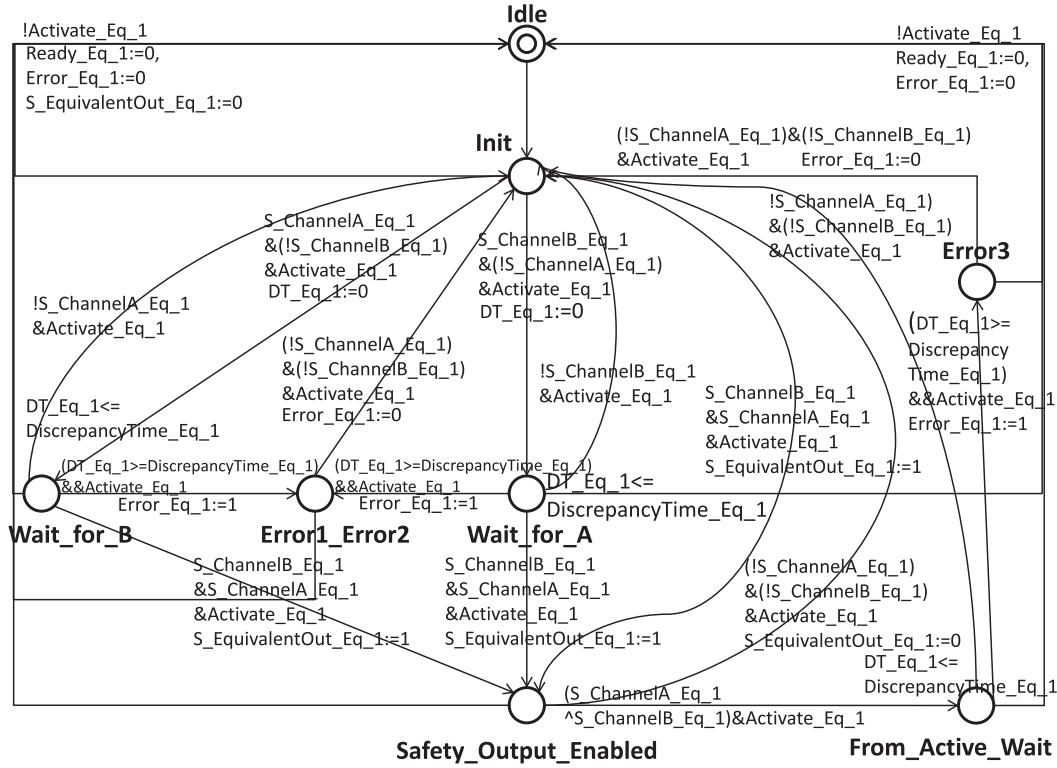 Idle
!Activate_Eq_1
Ready_Eq_1:=0,
Error_Eq_1:=0
S_EquivalentOut_Eq_1:=0
!Activate_Eq_1
Ready_Eq_1:=0,
Error_Eq_1:=0
Init
(!S_ChannelA_Eq_1)&(!S_ChannelB_Eq_1)
&Activate_Eq_1 Error_Eq_1:=0
S_ChannelA_Eq_1
&(!S_ChannelB_Eq_1)
&Activate_Eq_1
DT_Eq_1:=0
S_ChannelB_Eq_1
&(!S_ChannelA_Eq_1)
&Activate_Eq_1
DT_Eq_1:=0
!S_ChannelA_Eq_1)
&(!S_ChannelB_Eq_1)
&Activate_Eq_1
Error3
!S_ChannelA_Eq_1
&Activate_Eq_1
(!S_ChannelA_Eq_1)
&(!S_ChannelB_Eq_1)
&Activate_Eq_1
Error_Eq_1:=0
!S_ChannelB_Eq_1
&Activate_Eq_1
S_ChannelB_Eq_1
&S_ChannelA_Eq_1
&Activate_Eq_1
S_EquivalentOut_Eq_1:=1
(DT_Eq_1>=
Discrepancy
Time_Eq_1)
&&Activate_Eq_1
Error_Eq_1:=1
DT_Eq_1<=
DiscrepancyTime_Eq_1
(DT_Eq_1>=DiscrepancyTime_Eq_1)
&&Activate_Eq_1
Error_Eq_1:=1
(DT_Eq_1>=DiscrepancyTime_Eq_1)
&&Activate_Eq_1
Error_Eq_1:=1
DT_Eq_1<=
DiscrepancyTime_Eq_1
Wait_for_B
Error1_Error2
Wait_for_A
S_ChannelB_Eq_1
&S_ChannelA_Eq_1
&Activate_Eq_1
S_EquivalentOut_Eq_1:=1
S_ChannelB_Eq_1
&S_ChannelA_Eq_1
&Activate_Eq_1
S_EquivalentOut_Eq_1:=1
(!S_ChannelA_Eq_1)
&(!S_ChannelB_Eq_1)
&Activate_Eq_1
S_EquivalentOut_Eq_1:=0
DT_Eq_1<=
DiscrepancyTime_Eq_1
(S_ChannelA_Eq_1
^S_ChannelB_Eq_1)&Activate_Eq_1
Safety_Output_Enabled
From_Active_Wait